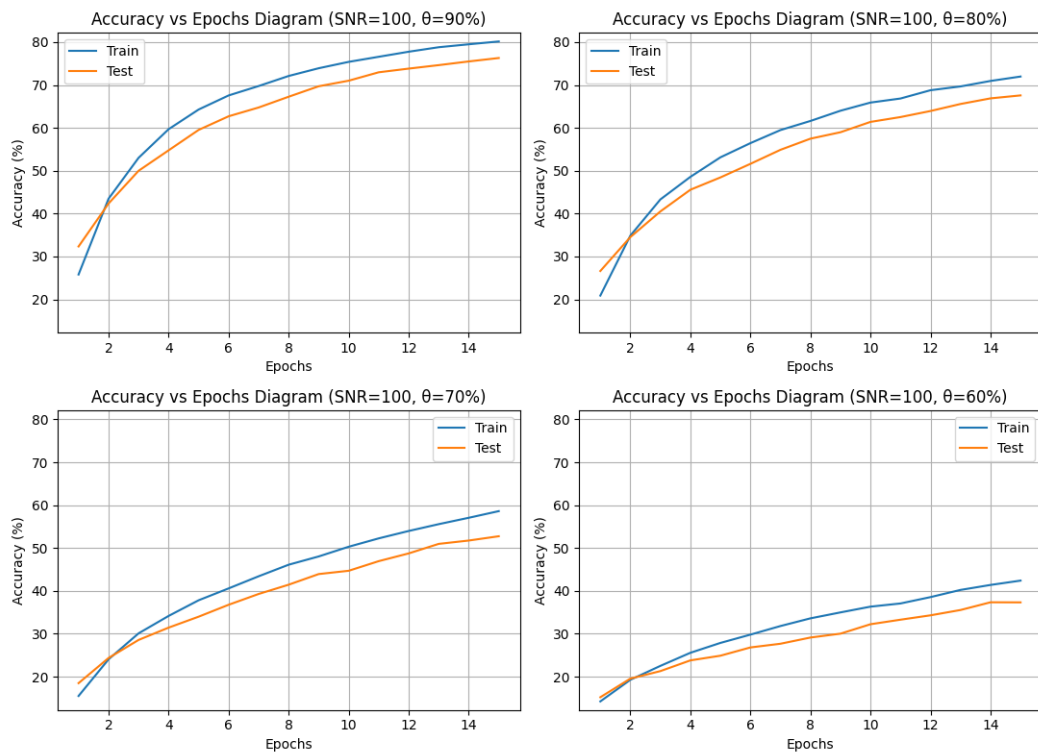 Accuracy vs Epochs Diagram (SNR=100, θ=90%)
80
70
60
50
40
30
20
Accuracy (%)
Train
Test
2 4 6 8 10 12 14
Epochs
Accuracy vs Epochs Diagram (SNR=100, θ=80%)
80
70
60
50
40
30
20
Accuracy (%)
Train
Test
2 4 6 8 10 12 14
Epochs
Accuracy vs Epochs Diagram (SNR=100, θ=70%)
80
70
60
50
40
30
20
Accuracy (%)
Train
Test
2 4 6 8 10 12 14
Epochs
Accuracy vs Epochs Diagram (SNR=100, θ=60%)
80
70
60
50
40
30
20
Accuracy (%)
Train
Test
2 4 6 8 10 12 14
Epochs